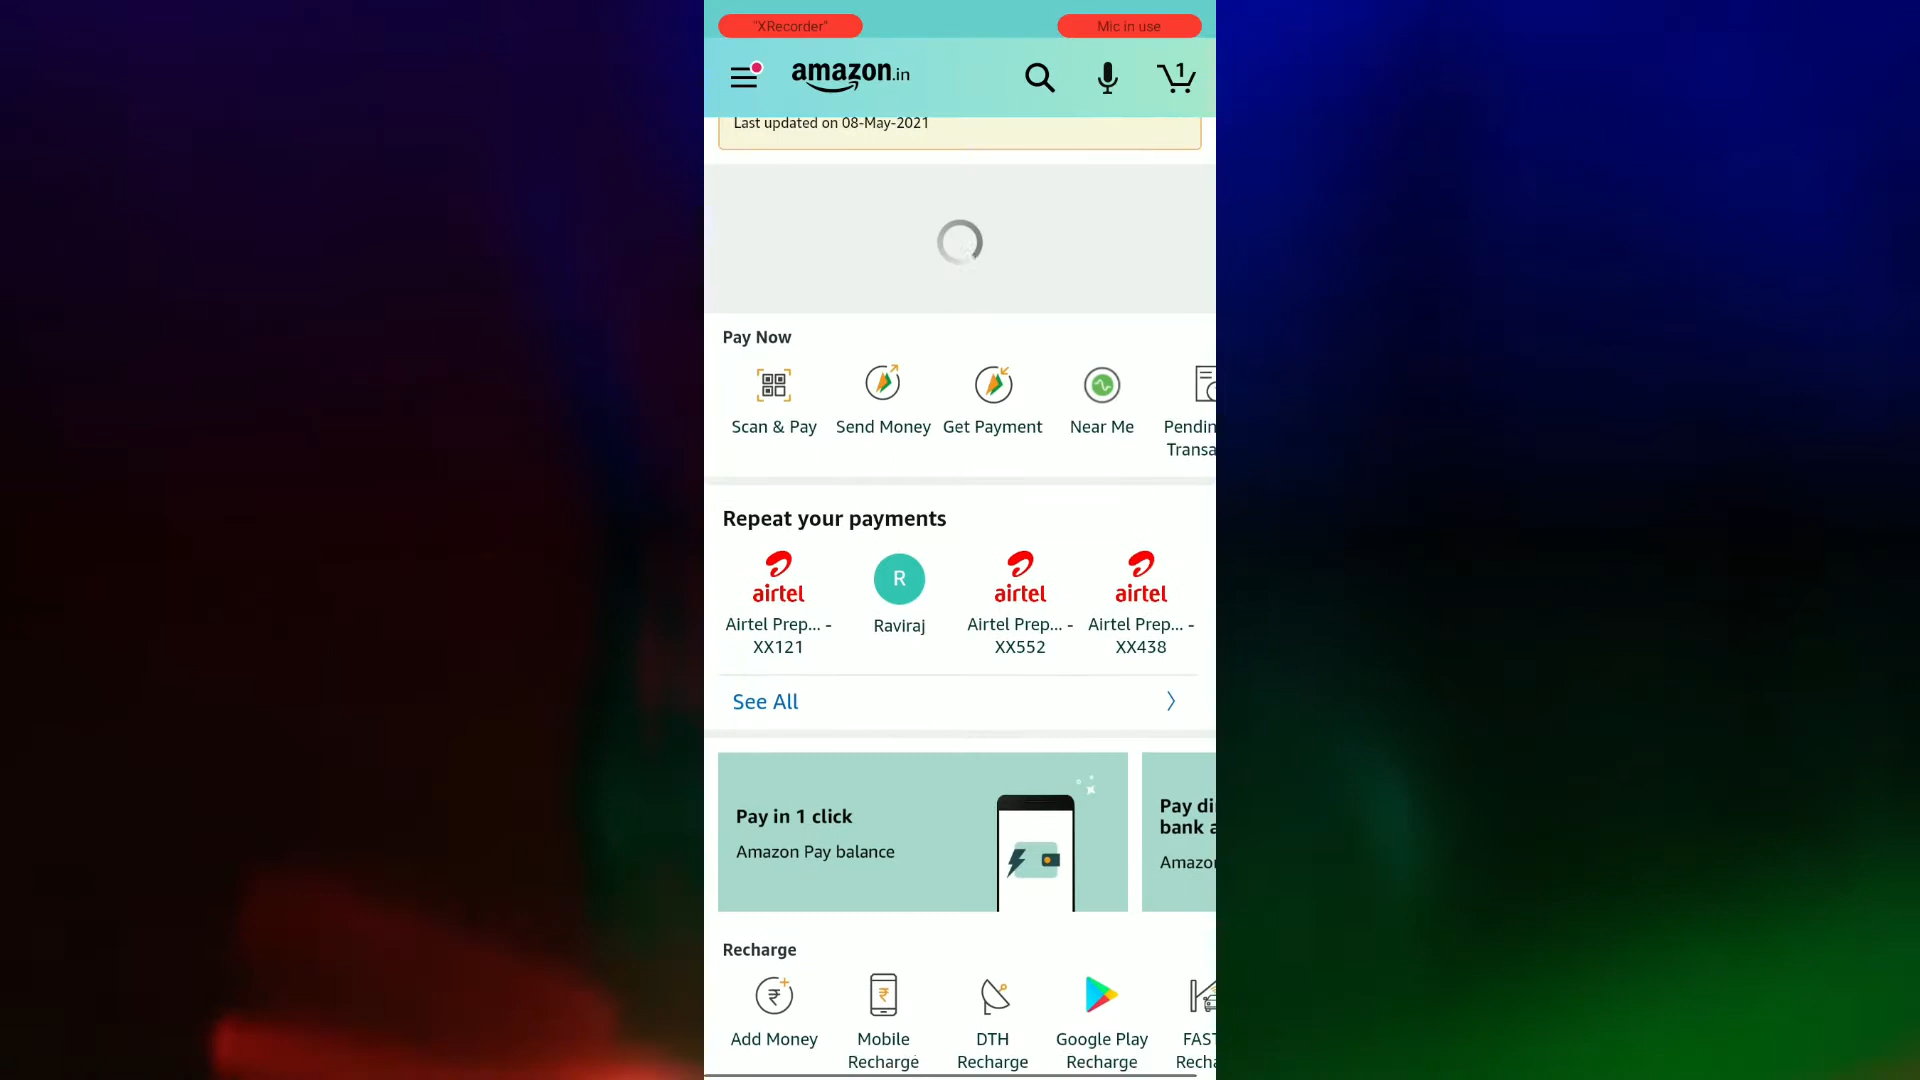 "XRecorder"
Mic in use
amazon.in
1
Last updated on 08-May-2021
Pay Now
Scan & Pay
Send Money
Get Payment
Near Me
Pendin
Transa
Repeat your payments
airtel
R
airtel
airtel
Airtel Prep... -
XX121
Raviraj
Airtel Prep... -
XX552
Airtel Prep... -
XX438
See All
Pay in 1 click
Amazon Pay balance
Pay di
bank a
Amazo
Recharge
Add Money
Mobile
Recharge
DTH
Recharge
Google Play
Recharge
FAST
Recha